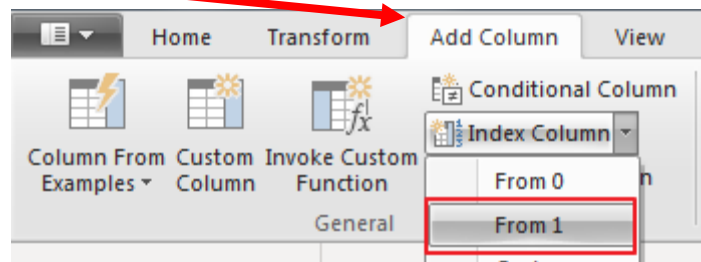 Home Transform Add Column View
Conditional Column
Index Column
Column From Examples
Custom Column
Invoke Custom Function
From 0
From 1
General